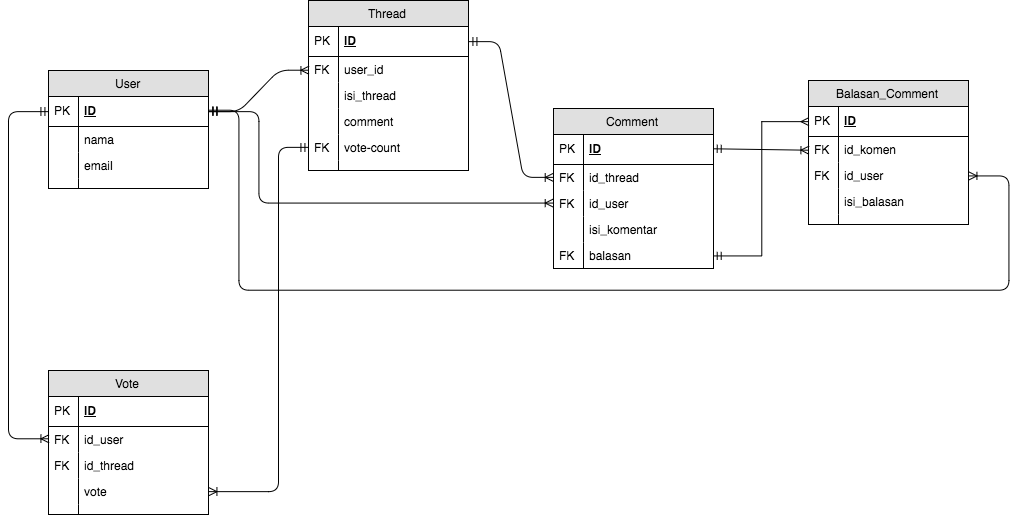 Thread
PK ID
FK user_id
isi_thread
comment
FK vote-count
User
PK ID
nama
email
Comment
PK ID
FK id_thread
FK id_user
isi_komentar
FK balasan
Balasan_Comment
PK ID
FK id_komen
FK id_user
isi_balasan
Vote
PK ID
FK id_user
FK id_thread
vote